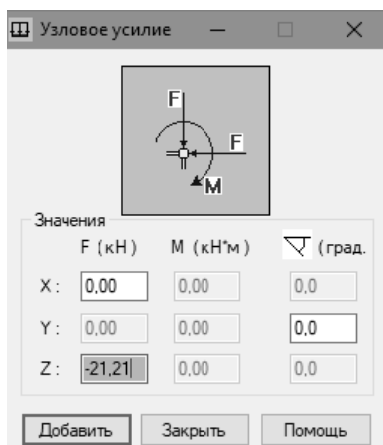 Узловое усилие
F
F
M
Значения
F (кН) M (кН*м) (град.
X: 0,00 0,00 0,0
Y: 0,00 0,00 0,0
Z: -21,21 0,00 0,0
Добавить Закрыть Помощь